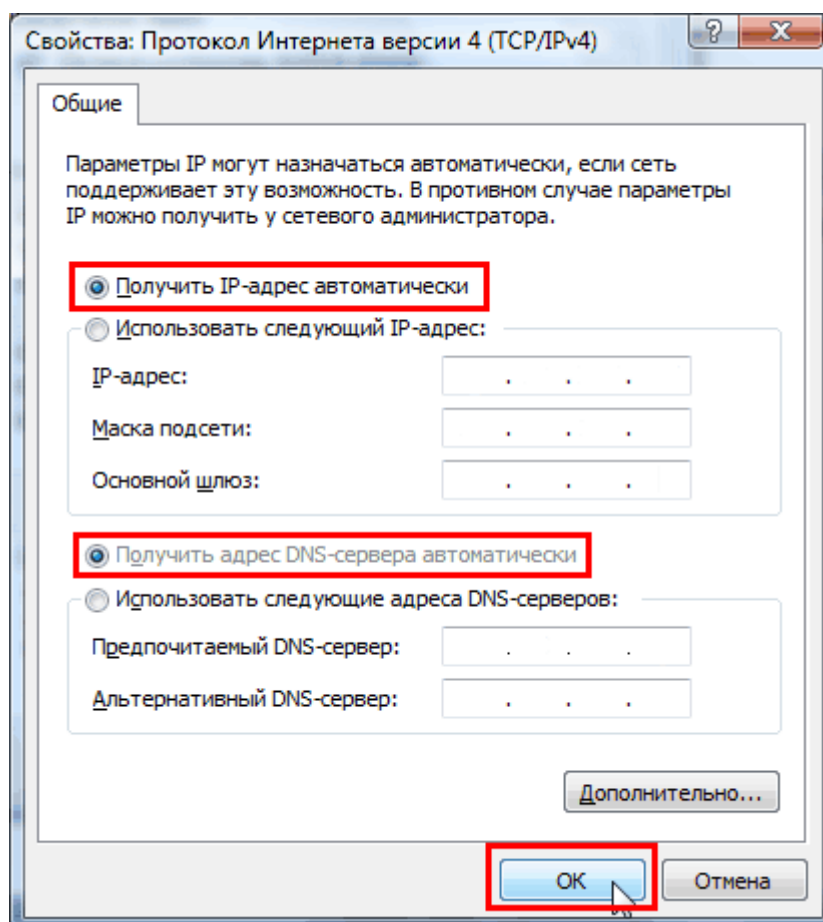 Свойства: Протокол Интернета версии 4 (TCP/IPv4)
?
X
Общие
Параметры IP могут назначаться автоматически, если сеть
поддерживает эту возможность. В противном случае параметры
IP можно получить у сетевого администратора.
Получить IP-адрес автоматически
Использовать следующий IP-адрес:
IP-адрес:
Маска подсети:
Основной шлюз:
Получить адрес DNS-сервера автоматически
Использовать следующие адреса DNS-серверов:
Предпочитаемый DNS-сервер:
Альтернативный DNS-сервер:
Дополнительно...
OK
Отмена